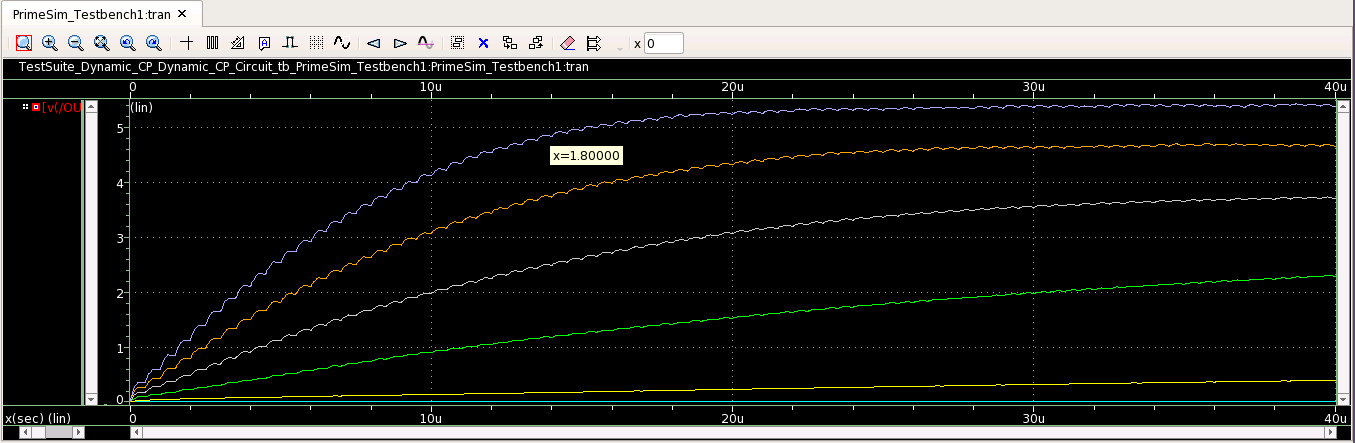 PrimeSim_Testbench1:tran ✕
x 0
TestSuite_Dynamic_CP_Dynamic_CP_Circuit_tb_PrimeSim_Testbench1:PrimeSim_Testbench1:tran
0 10u 20u 30u 40u
[v(/OU
(lin)
5
x=1.80000
4
3
2
1
0
x(sec) (lin) 0 10u 20u 30u 40u